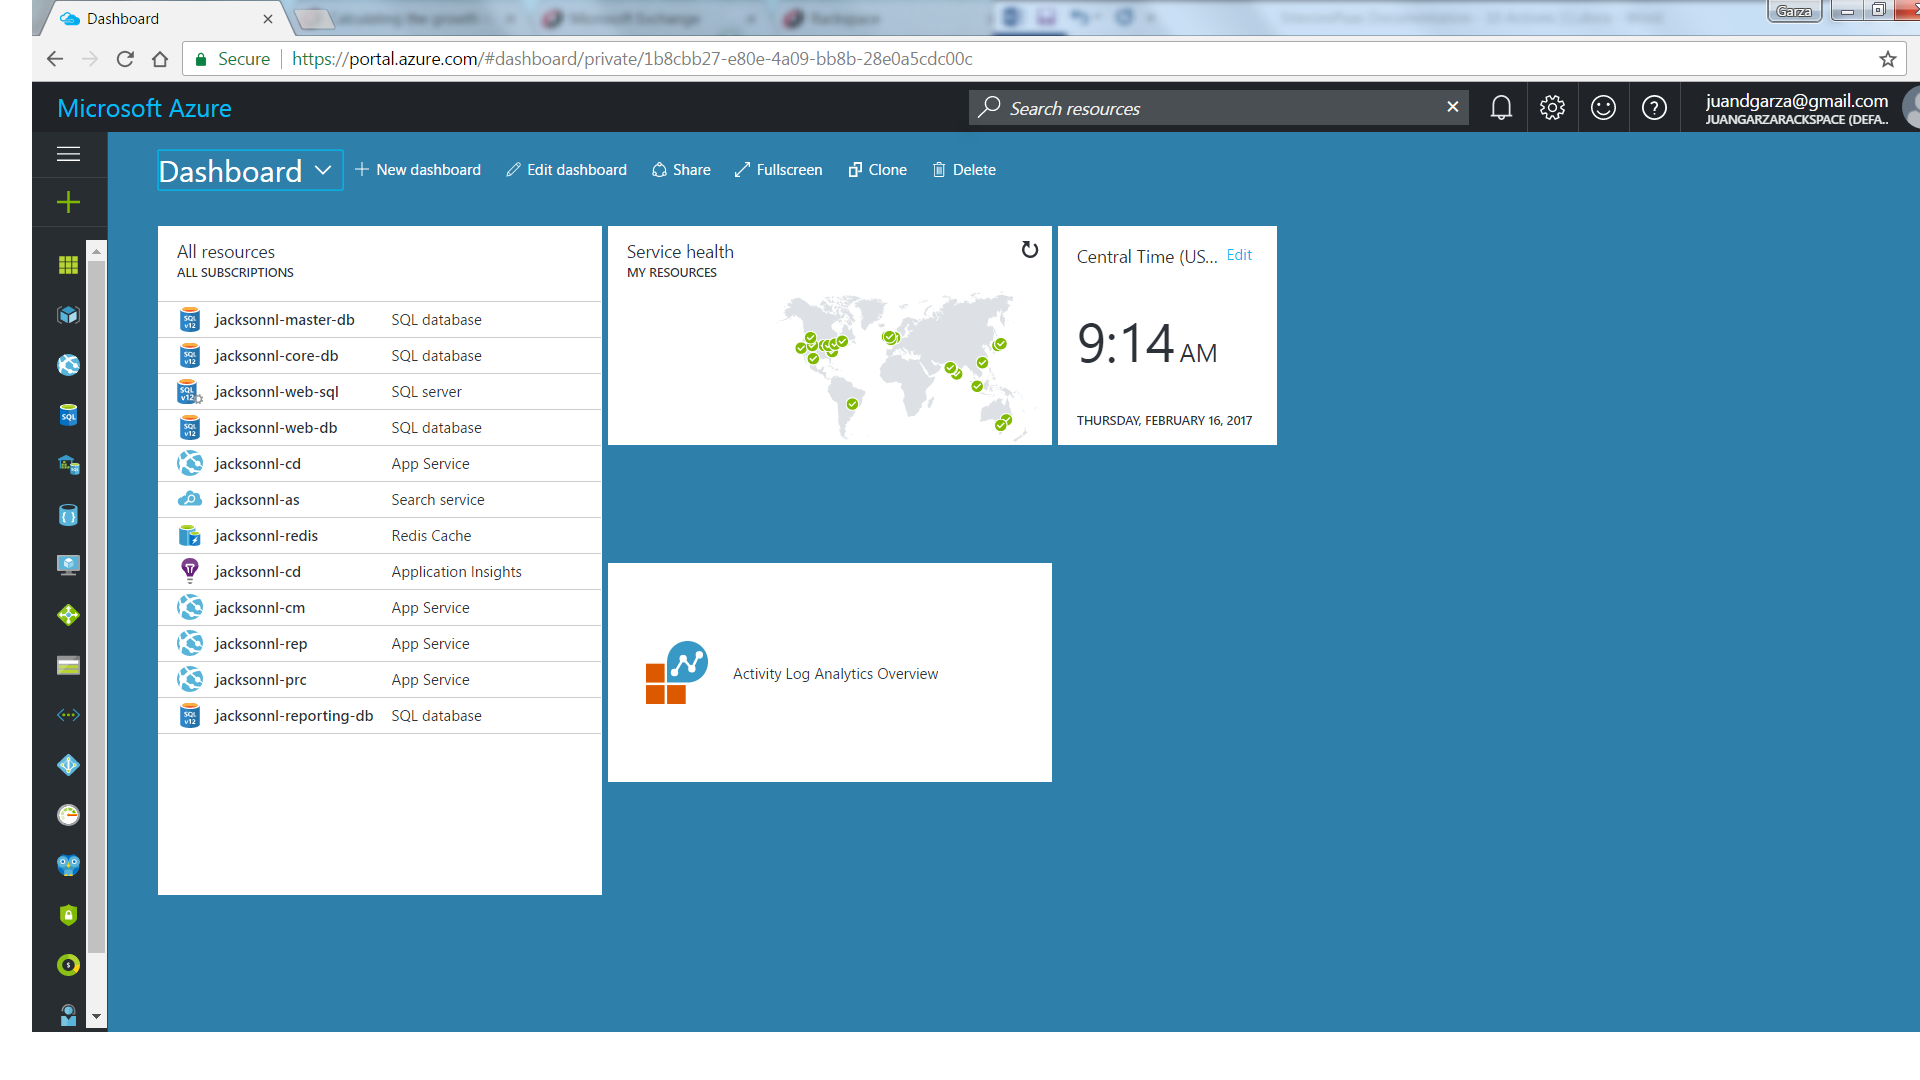 Dashboard
Garza
Secure
https://portal.azure.com/#dashboard/private/1b8cbb27-e80e-4a09-bb8b-28e0a5cdc00c
Microsoft Azure
Search resources
juandgarza@gmail.com
JUANGARZARACKSPACE (DEFA..
Dashboard
New dashboard
Edit dashboard
Share
Fullscreen
Clone
Delete
All resources
ALL SUBSCRIPTIONS
jacksonnl-master-db SQL database
jacksonnl-core-db SQL database
jacksonnl-web-sql SQL server
jacksonnl-web-db SQL database
jacksonnl-cd App Service
jacksonnl-as Search service
jacksonnl-redis Redis Cache
jacksonnl-cd Application Insights
jacksonnl-cm App Service
jacksonnl-rep App Service
jacksonnl-prc App Service
jacksonnl-reporting-db SQL database
Service health
MY RESOURCES
Central Time (US... Edit
9:14 AM
THURSDAY, FEBRUARY 16, 2017
Activity Log Analytics Overview